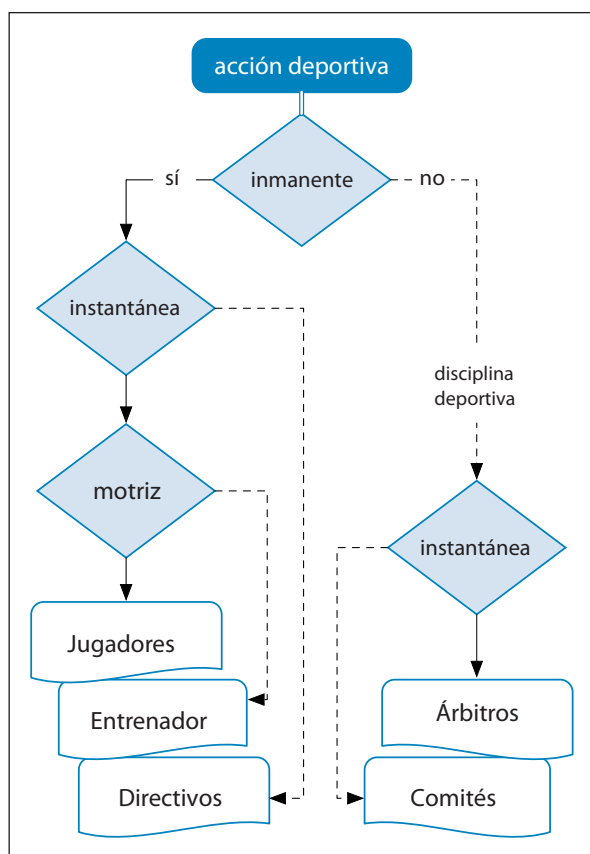 acción deportiva
inmanente
sí
no
instantánea
disciplina
deportiva
motriz
instantánea
Jugadores
Entrenador
Árbitros
Directivos
Comités